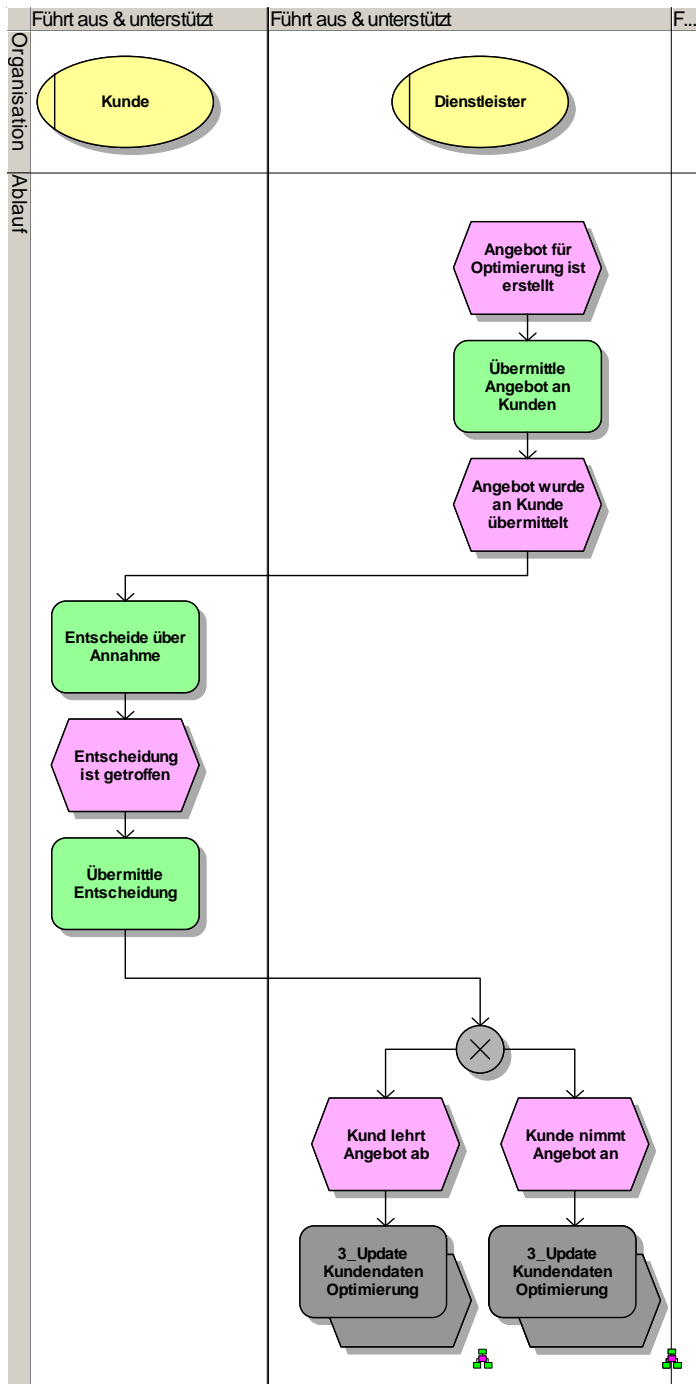 Führt aus & unterstützt
Führt aus & unterstützt
F...
Organisation
Kunde
Dienstleister
Ablauf
Angebot für
Optimierung ist
erstellt
Übermittle
Angebot an
Kunden
Angebot wurde
an Kunde
übermittelt
Entscheide über
Annahme
Entscheidung
ist getroffen
Übermittle
Entscheidung
Kund lehrt
Angebot ab
Kunde nimmt
Angebot an
3_Update
Kundendaten
Optimierung
3_Update
Kundendaten
Optimierung